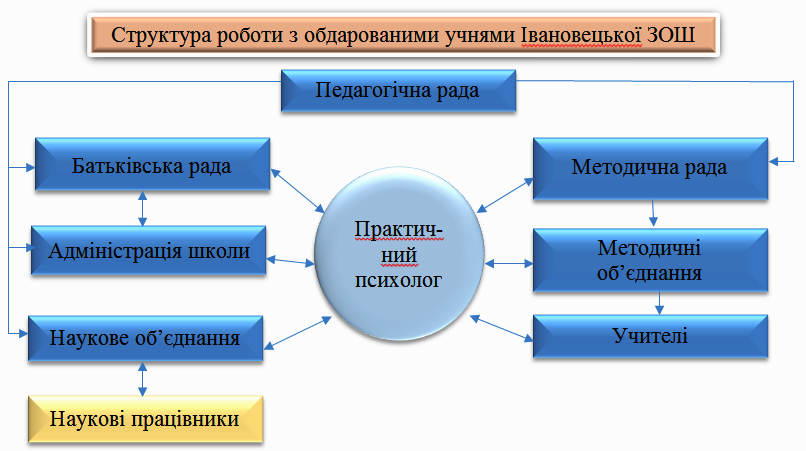 Структура роботи з обдарованими учнями Івановецької ЗОШ
Педагогічна рада
Батьківська рада
Адміністрація школи
Наукове об’єднання
Наукові працівники
Практич-
ний
психолог
Методична рада
Методичні
об’єднання
Учителі